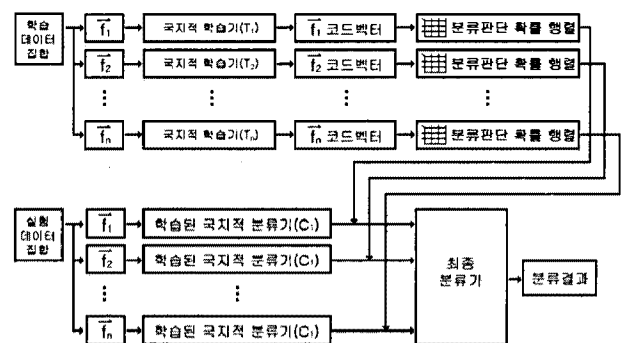 학습
데이터
집합
f₁ 국지적 학습기(T₁) f₁ 코드벡터 분류판단 확률 행렬
f₂ 국지적 학습기(T₂) f₂ 코드벡터 분류판단 확률 행렬
⋮ ⋮ ⋮ ⋮
fₙ 국지적 학습기(Tₙ) fₙ 코드벡터 분류판단 확률 행렬
실험
데이터
집합
f₁ 학습된 국지적 분류기(C₁)
f₂ 학습된 국지적 분류기(C₁)
⋮ ⋮
fₙ 학습된 국지적 분류기(C₁)
최종
분류기
분류결과